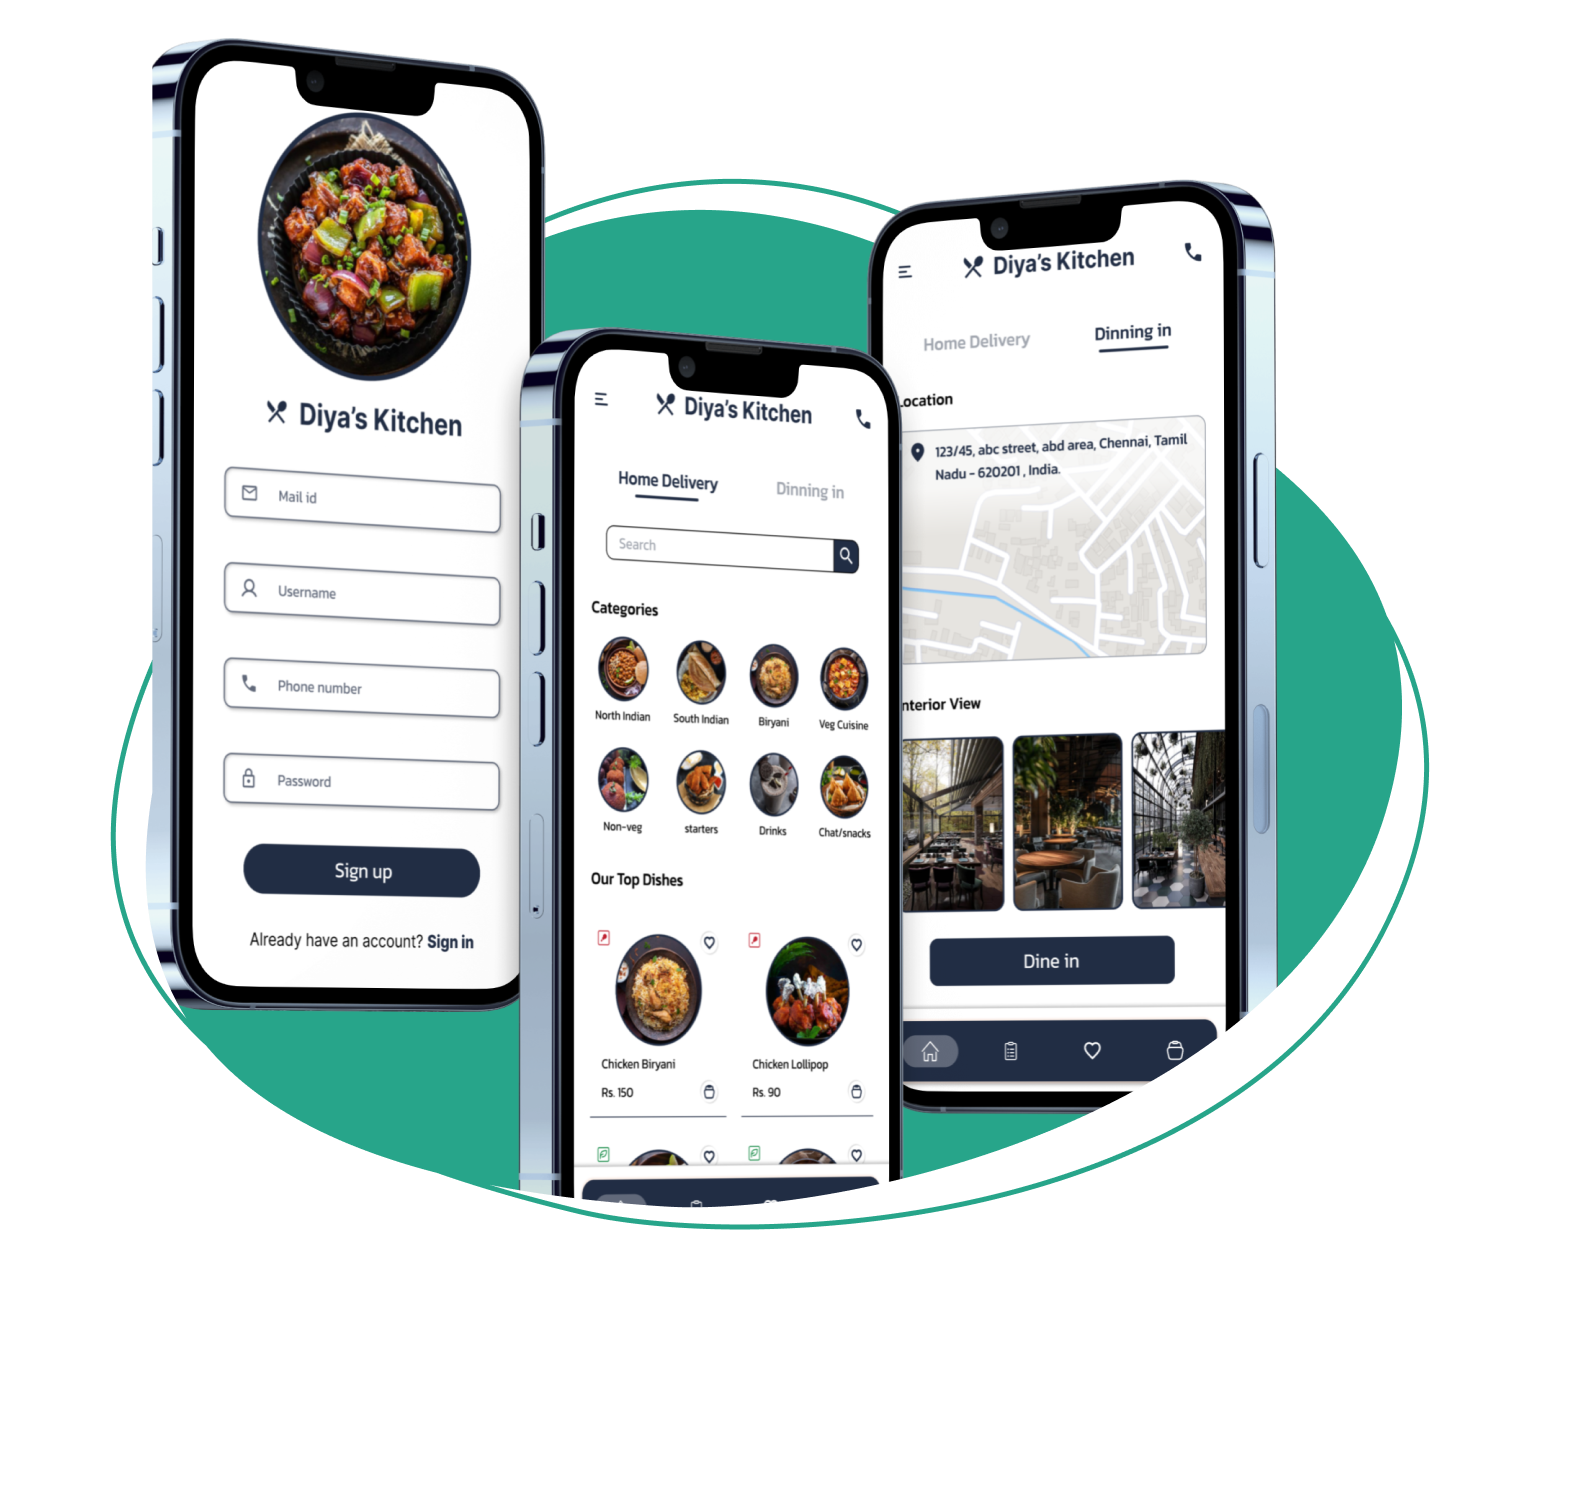 Diya's Kitchen
Mail id
Username
Phone number
Password
Sign up
Already have an account? Sign in
Diya's Kitchen
Home Delivery
Dinning in
Search
Categories
North Indian
South Indian
Biryani
Veg Cuisine
Non-veg
starters
Drinks
Chat/snacks
Our Top Dishes
Chicken Biryani
Chicken Lollipop
Rs. 150
Rs. 90
Diya's Kitchen
Home Delivery
Dinning in
ocation
123/45, abc street, abd area, Chennai, Tamil
Nadu - 620201 , India.
nterior View
Dine in